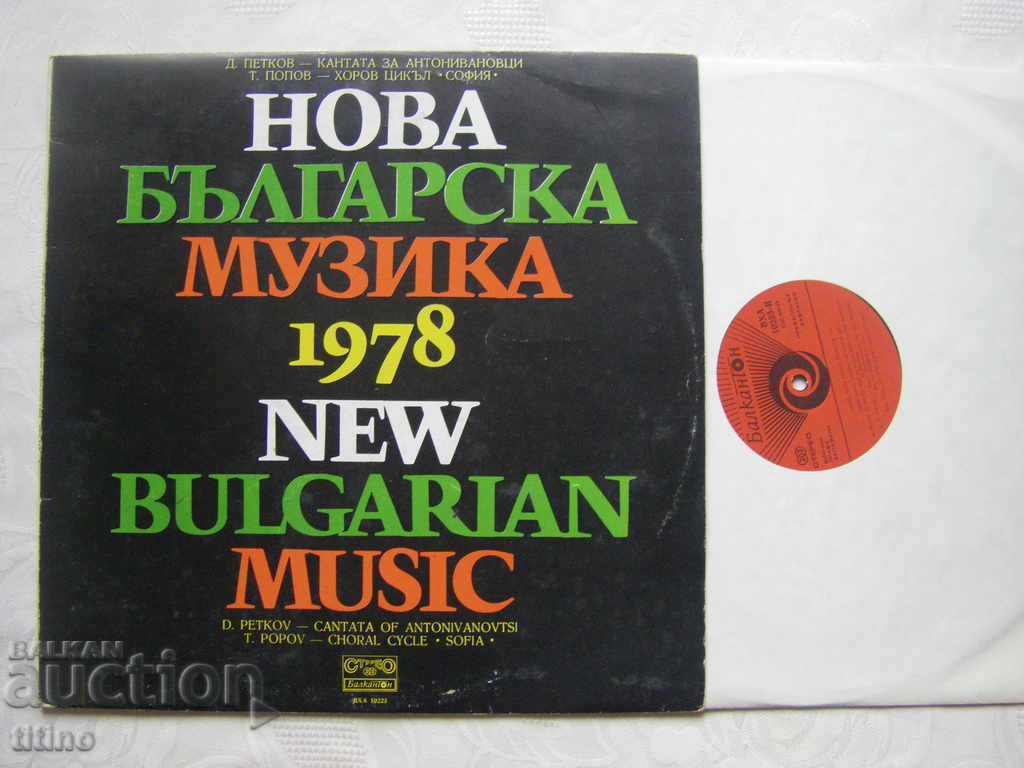 Д. ПЕТКОВ — КАНТАТА ЗА АНТОНИВАНОВЦИ
Т. ПОПОВ — ХОРОВ ЦИКЪЛ • СОФИЯ •
НОВА
БЪЛГАРСКА
МУЗИКА
1978
NEW
BULGARIAN
MUSIC
D. PETKOV — CANTATA OF ANTONIVANOVTSI
T. POPOV — CHORAL CYCLE • SOFIA •
СТЕРЕО
Балкантон
Балкантон
СТЕРЕО
BALKAN
auction
titino